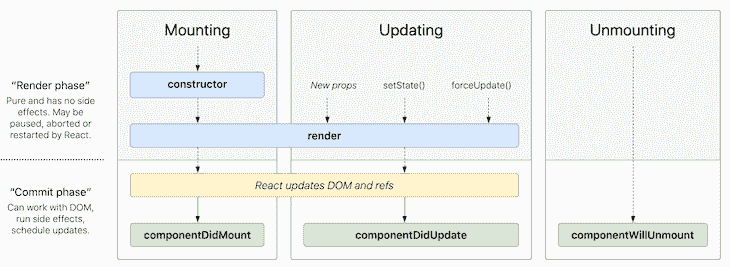 Mounting
Updating
Unmounting
“Render phase”
Pure and has no side
effects. May be
paused, aborted or
restarted by React.
constructor
New props
setState()
forceUpdate()
render
“Commit phase”
Can work with DOM,
run side effects,
schedule updates.
React updates DOM and refs
componentDidMount
componentDidUpdate
componentWillUnmount